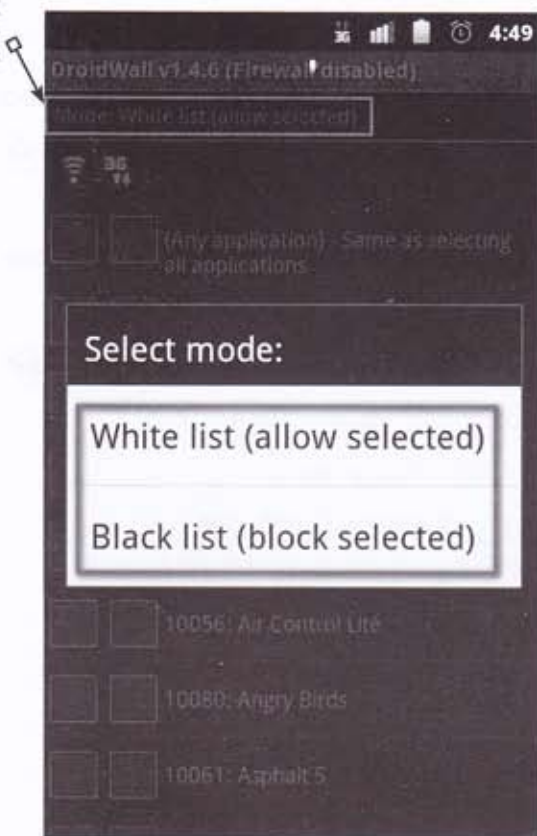 3G 4:49
DroidWall v1.4.6 (Firewall disabled)
Mode: White list (allow selected)
3G
(Any application) - Same as selecting
all applications
Select mode:
White list (allow selected)
Black list (block selected)
10056: Air Control Lite
10080: Angry Birds
10061: Asphalt 5